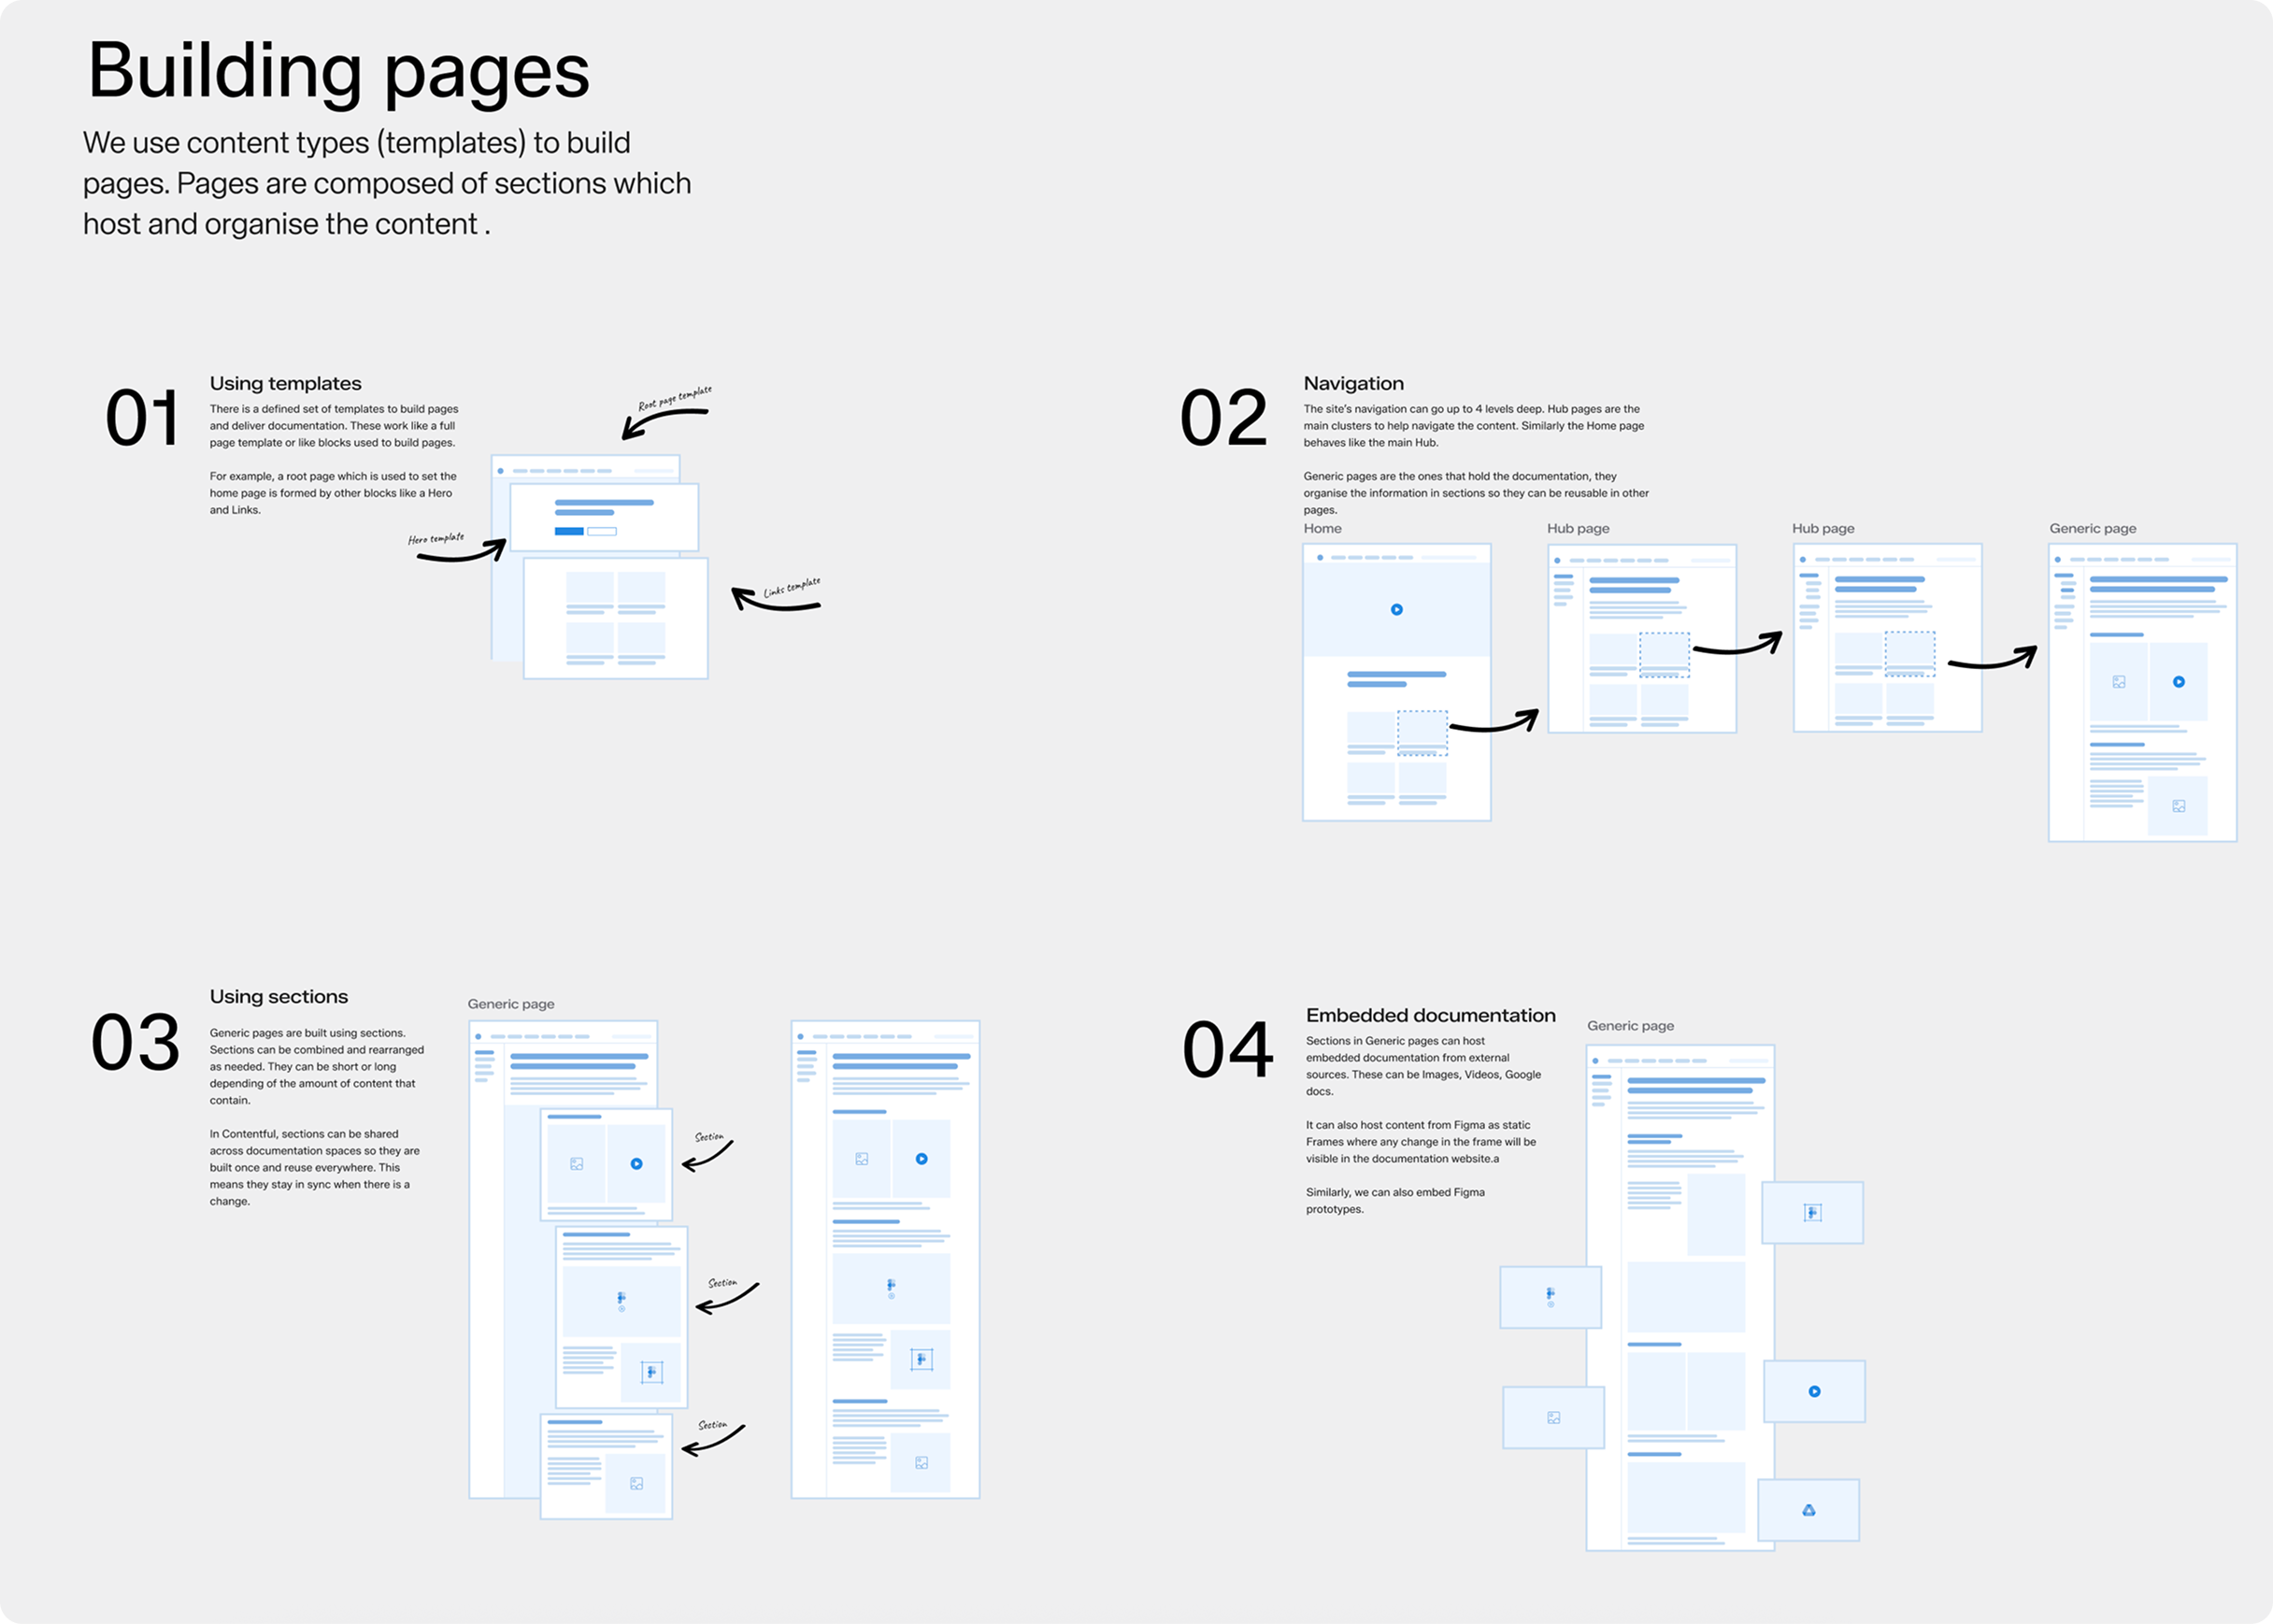 Building pages
We use content types (templates) to build
pages. Pages are composed of sections which
host and organise the content .
01
Using templates
There is a defined set of templates to build pages
and deliver documentation. These work like a full
page template or like blocks used to build pages.
For example, a root page which is used to set the
home page is formed by other blocks like a Hero
and Links.
Root page template
Hero template
Links template
02
Navigation
The site's navigation can go up to 4 levels deep. Hub pages are the
main clusters to help navigate the content. Similarly the Home page
behaves like the main Hub.
Generic pages are the ones that hold the documentation, they
organise the information in sections so they can be reusable in other
pages.
Home
Hub page
Hub page
Generic page
03
Using sections
Generic pages are built using sections.
Sections can be combined and rearranged
as needed. They can be short or long
depending of the amount of content that
contain.
In Contentful, sections can be shared
across documentation spaces so they are
built once and reuse everywhere. This
means they stay in sync when there is a
change.
Generic page
Section
Section
Section
04
Embedded documentation
Sections in Generic pages can host
embedded documentation from external
sources. These can be Images, Videos, Google
docs.
It can also host content from Figma as static
Frames where any change in the frame will be
visible in the documentation website.a
Similarly, we can also embed Figma
prototypes.
Generic page